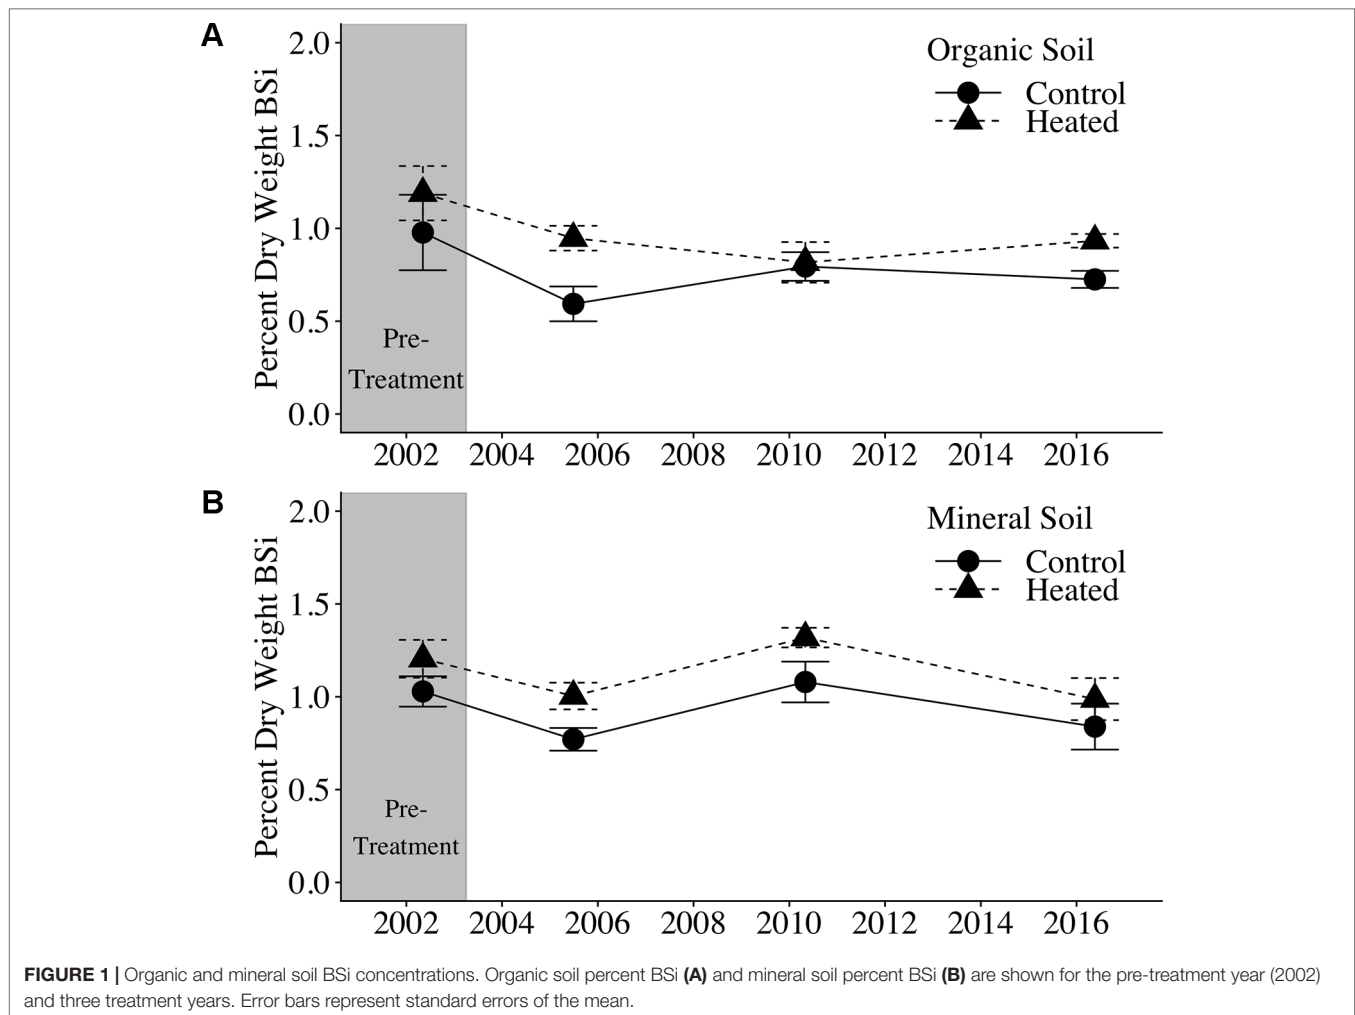 A
Percent Dry Weight BSi
2.0
1.5
1.0
0.5
0.0
Organic Soil
Control
Heated
Pre-
Treatment
2002 2004 2006 2008 2010 2012 2014 2016
B
Percent Dry Weight BSi
2.0
1.5
1.0
0.5
0.0
Mineral Soil
Control
Heated
Pre-
Treatment
2002 2004 2006 2008 2010 2012 2014 2016
FIGURE 1 | Organic and mineral soil BSi concentrations. Organic soil percent BSi (A) and mineral soil percent BSi (B) are shown for the pre-treatment year (2002)
and three treatment years. Error bars represent standard errors of the mean.